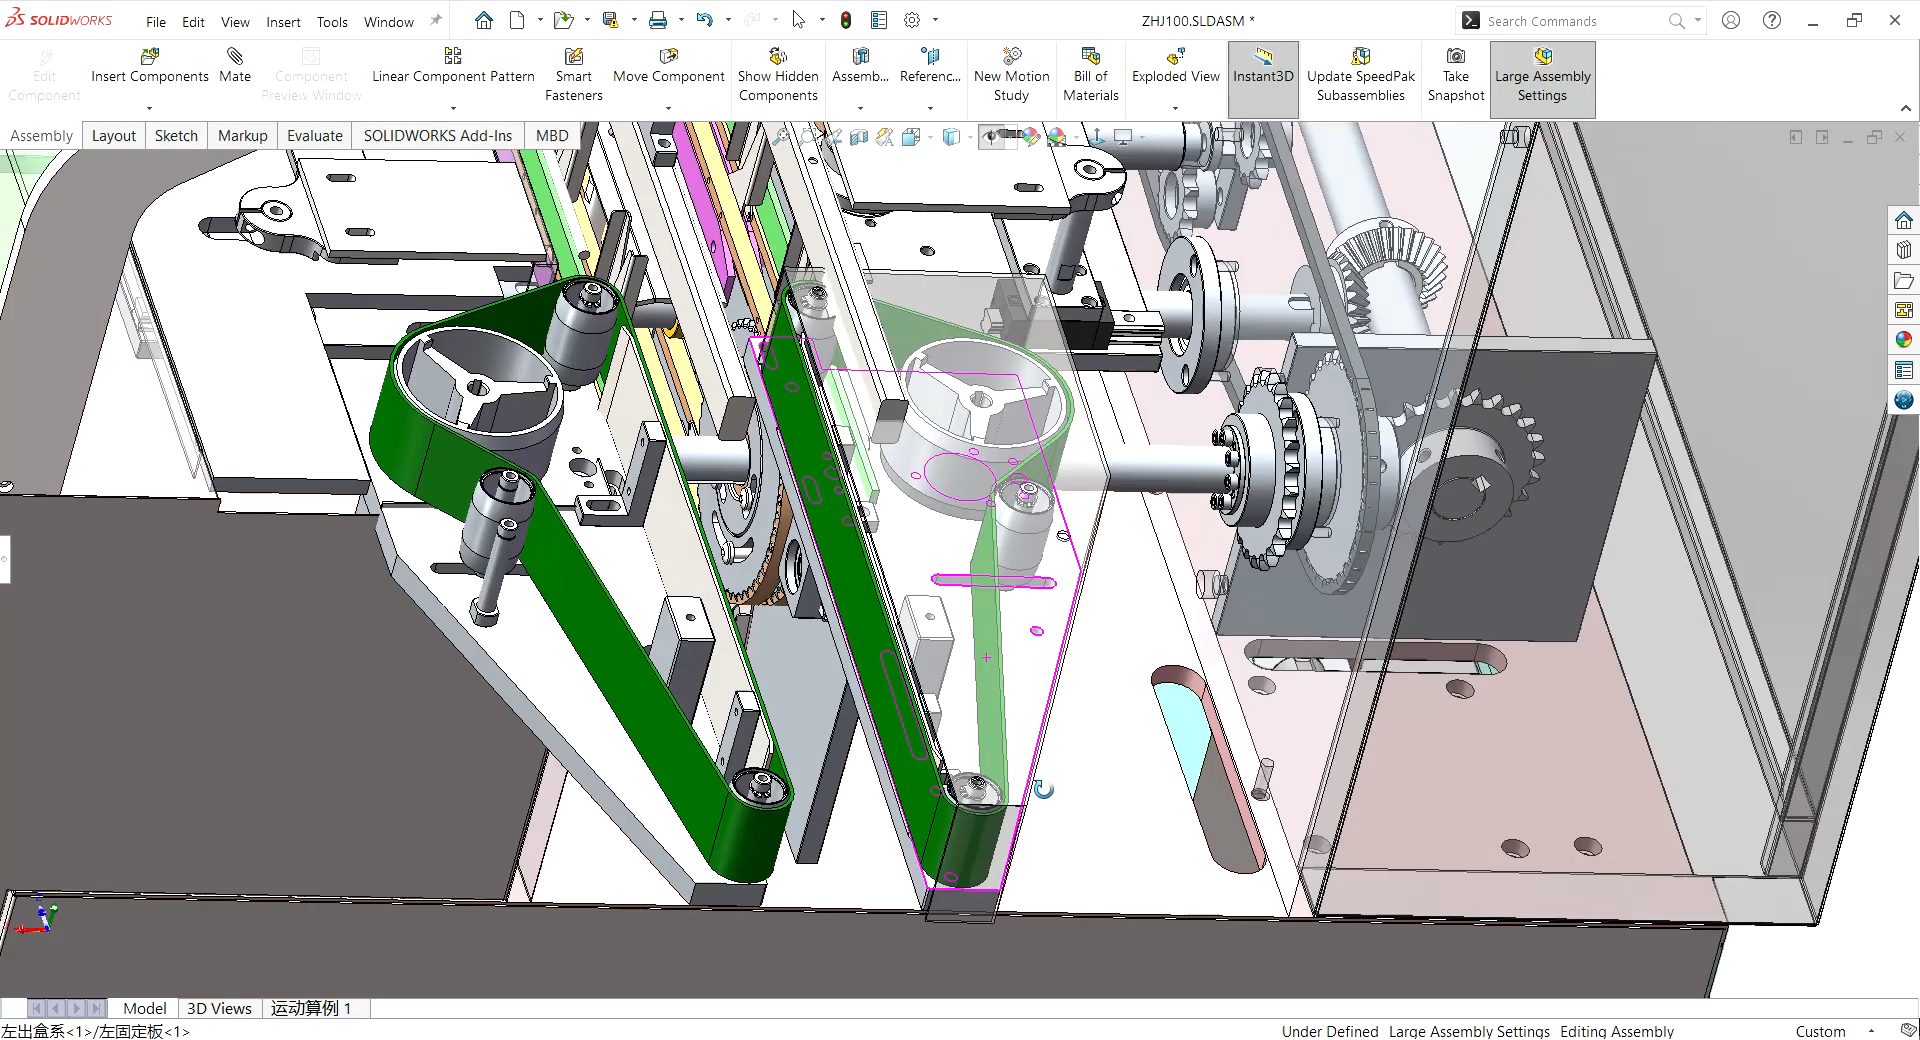 SOLIDWORKS
File Edit View Insert Tools Window
ZHJ100.SLDASM *
Search Commands
Edit Component
Insert Components
Mate
Component Preview Window
Linear Component Pattern
Smart Fasteners
Move Component
Show Hidden Components
Assemb...
Referenc...
New Motion Study
Bill of Materials
Exploded View
Instant3D
Update SpeedPak Subassemblies
Take Snapshot
Large Assembly Settings
Assembly Layout Sketch Markup Evaluate SOLIDWORKS Add-Ins MBD
Model 3D Views 运动算例 1
左出盒系<1>/左固定板<1>
Under Defined Large Assembly Settings Editing Assembly Custom